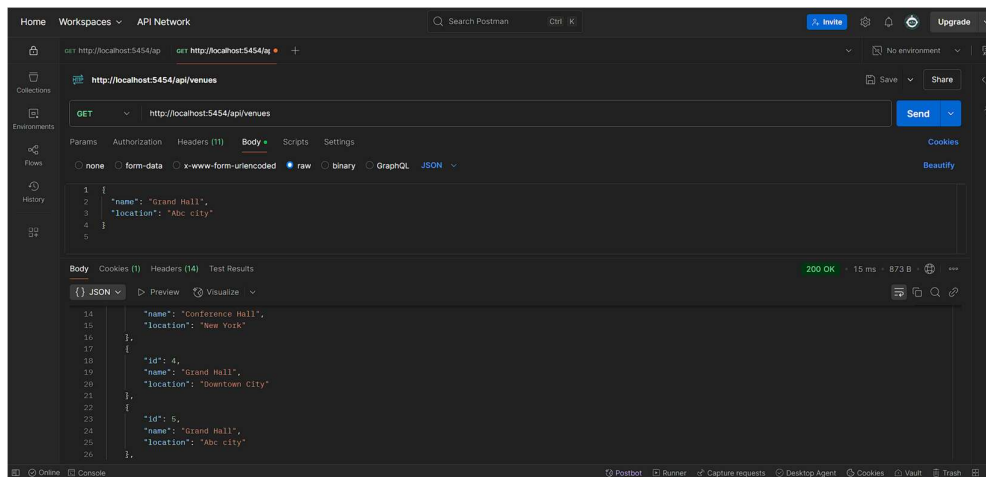 Home Workspaces API Network Search Postman Ctrl K Invite Upgrade
GET http://localhost:5454/ap GET http://localhost:5454/ap No environment
http://localhost:5454/api/venues Save Share
GET http://localhost:5454/api/venues Send
Params Authorization Headers (11) Body Scripts Settings Cookies
none form-data x-www-form-urlencoded raw binary GraphQL JSON Beautify
Collections
Environments
Flows
History
1 {
2 "name": "Grand Hall",
3 "location": "Abc city"
4 }
5
Body Cookies (1) Headers (14) Test Results 200 OK 15 ms 873 B
{} JSON Preview Visualize
14 "name": "Conference Hall",
15 "location": "New York"
16 },
17 {
18 "id": 4,
19 "name": "Grand Hall",
20 "location": "Downtown City"
21 },
22 {
23 "id": 5,
24 "name": "Grand Hall",
25 "location": "Abc city"
26 },
Online Console Postbot Runner Capture requests Desktop Agent Cookies Vault Trash